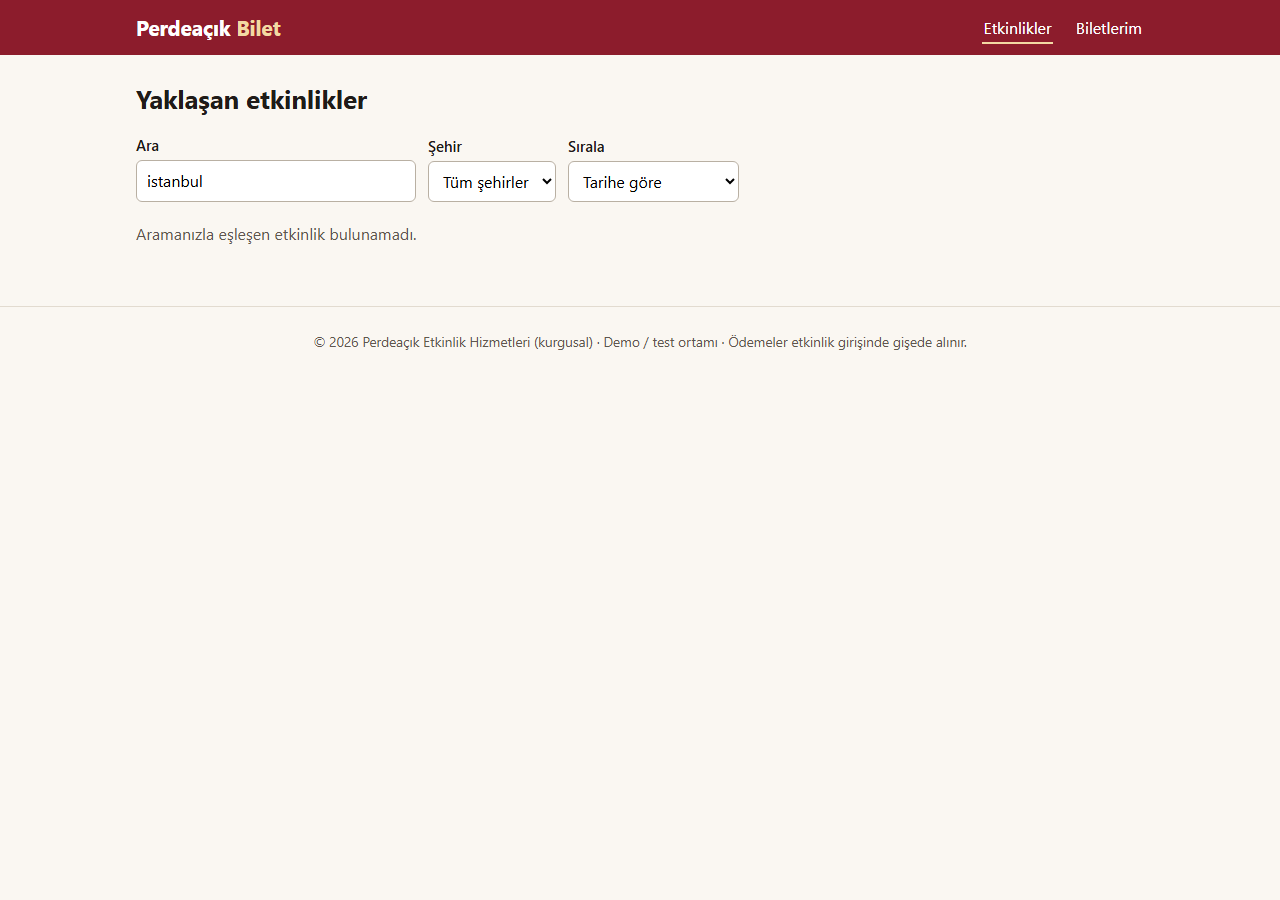 Perdeaçık Bilet
Etkinlikler
Biletlerim
Yaklaşan etkinlikler
Ara
Şehir
Sırala
istanbul
Tüm şehirler
Tarihe göre
Aramanızla eşleşen etkinlik bulunamadı.
© 2026 Perdeaçık Etkinlik Hizmetleri (kurgusal) · Demo / test ortamı · Ödemeler etkinlik girişinde gişede alınır.